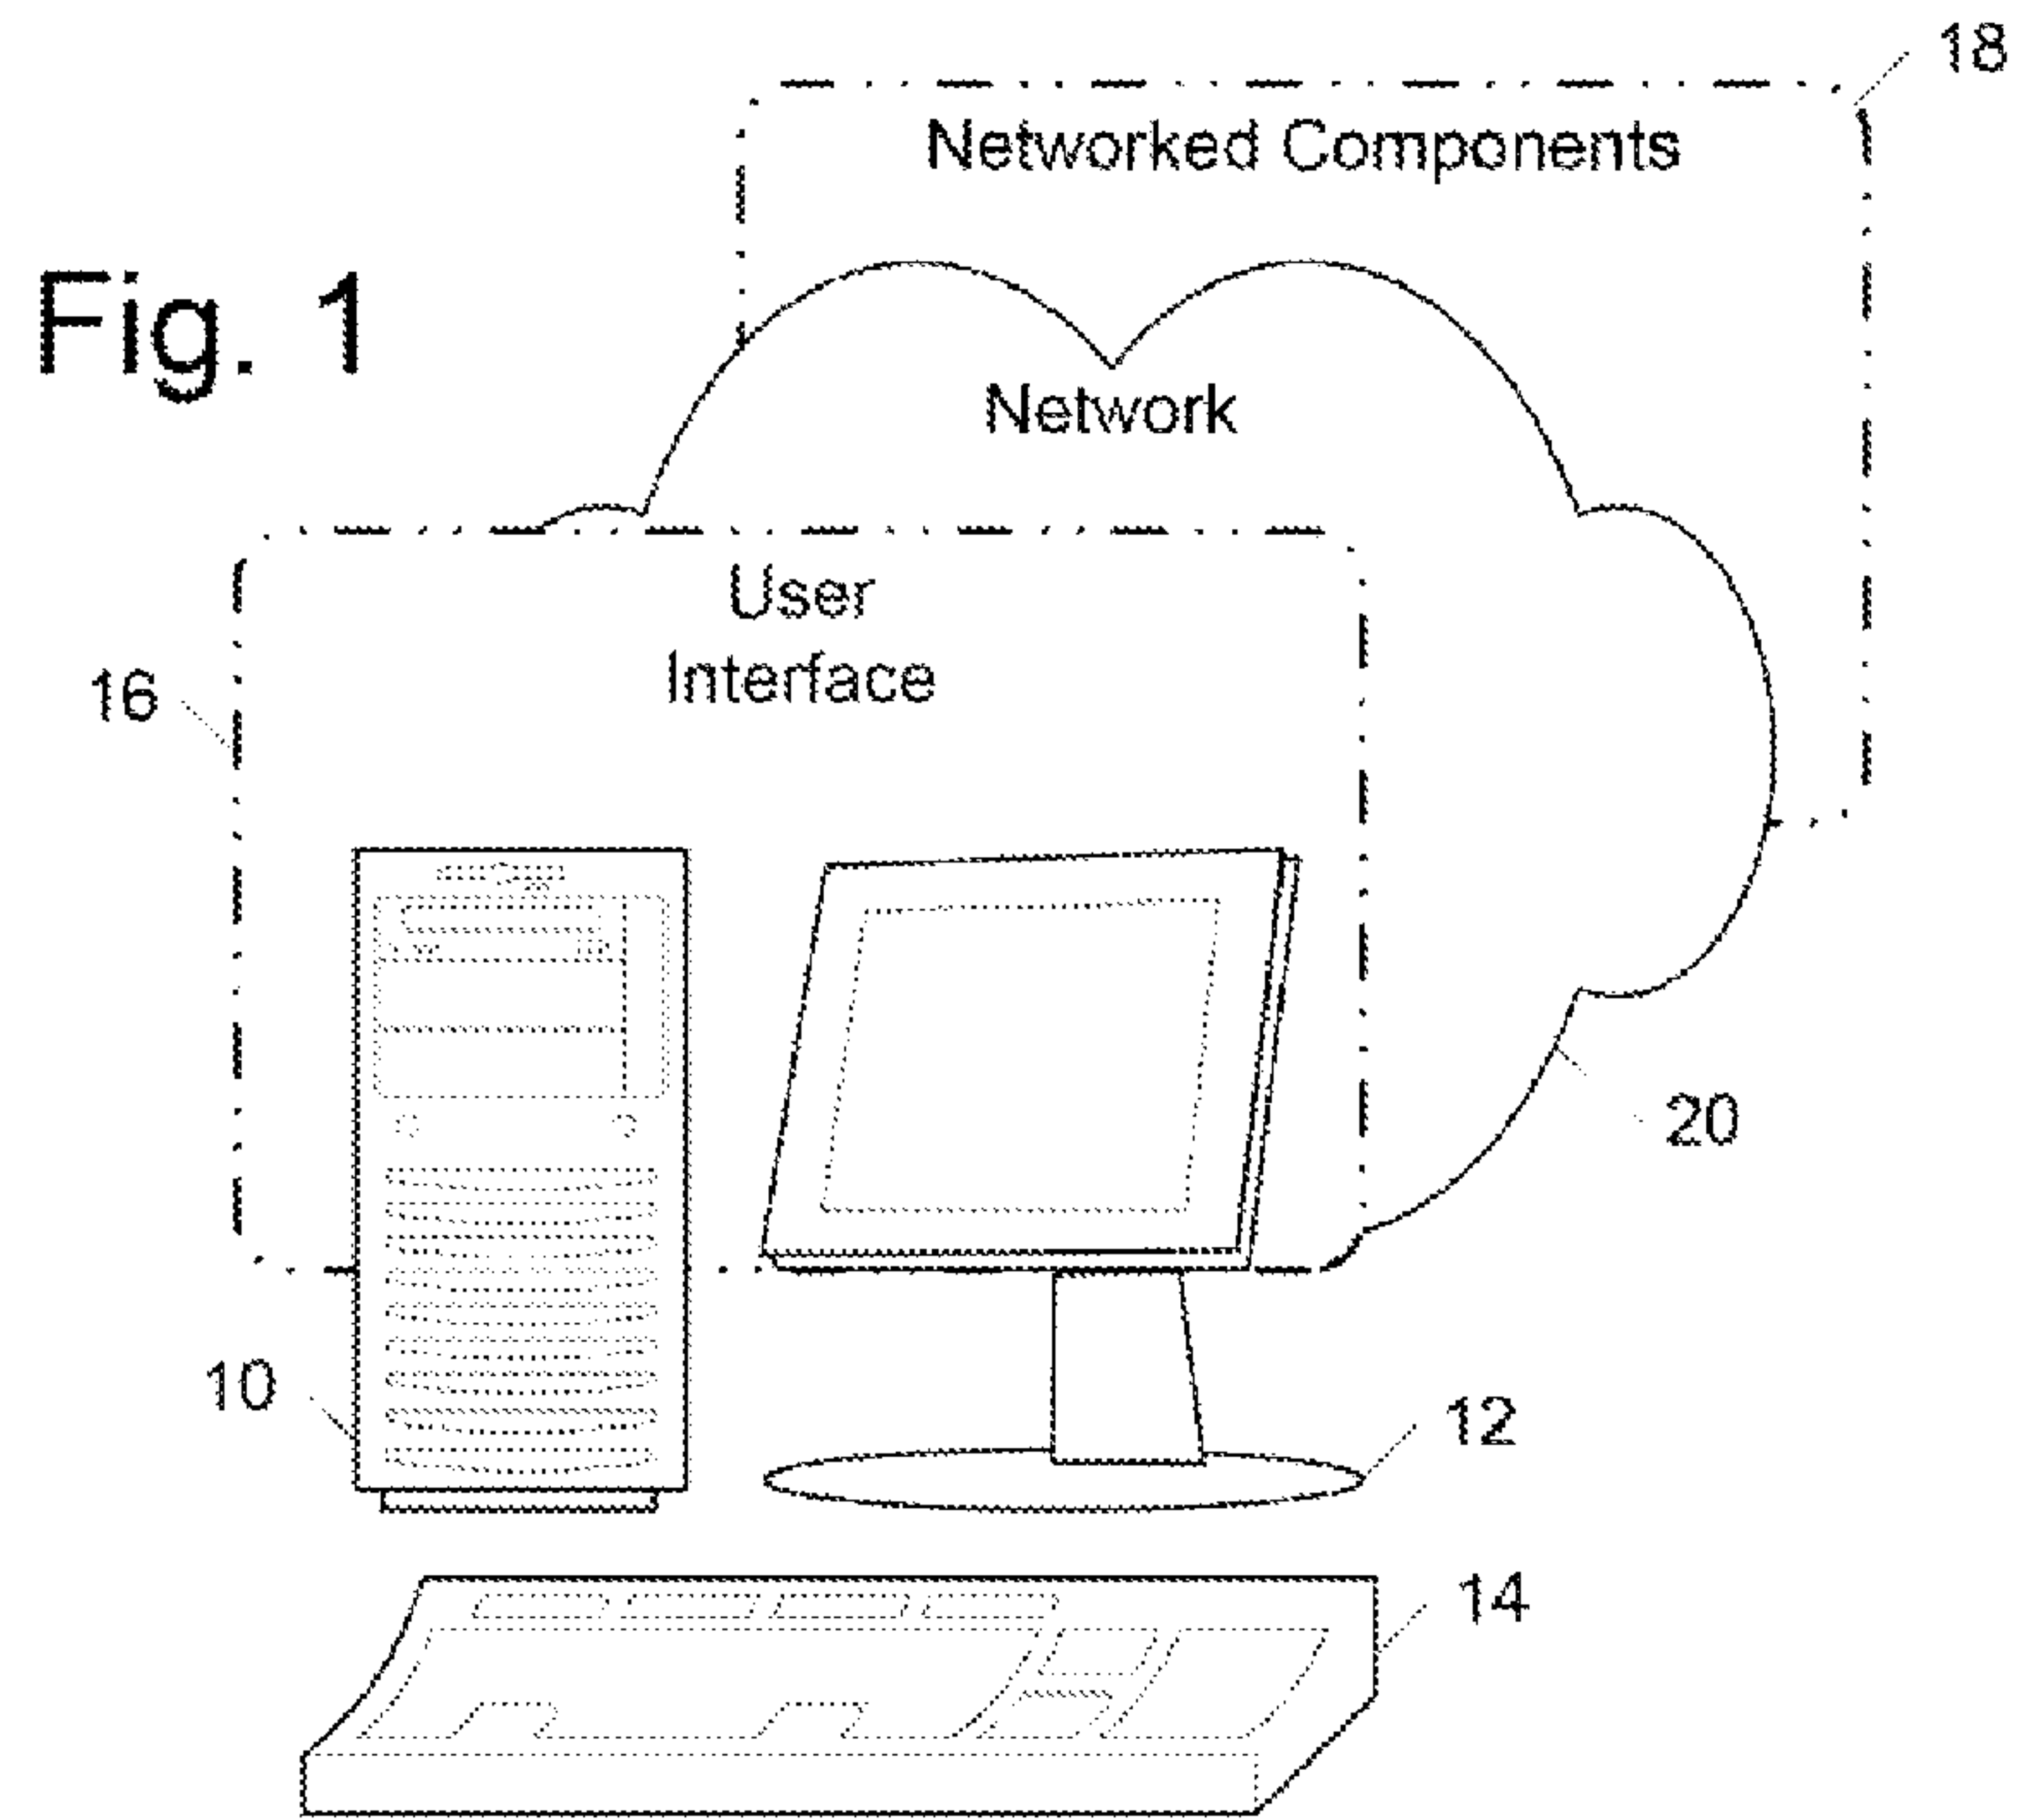 18
Networked Components
Fig. 1
Network
User
Interface
16
20
10
12
14